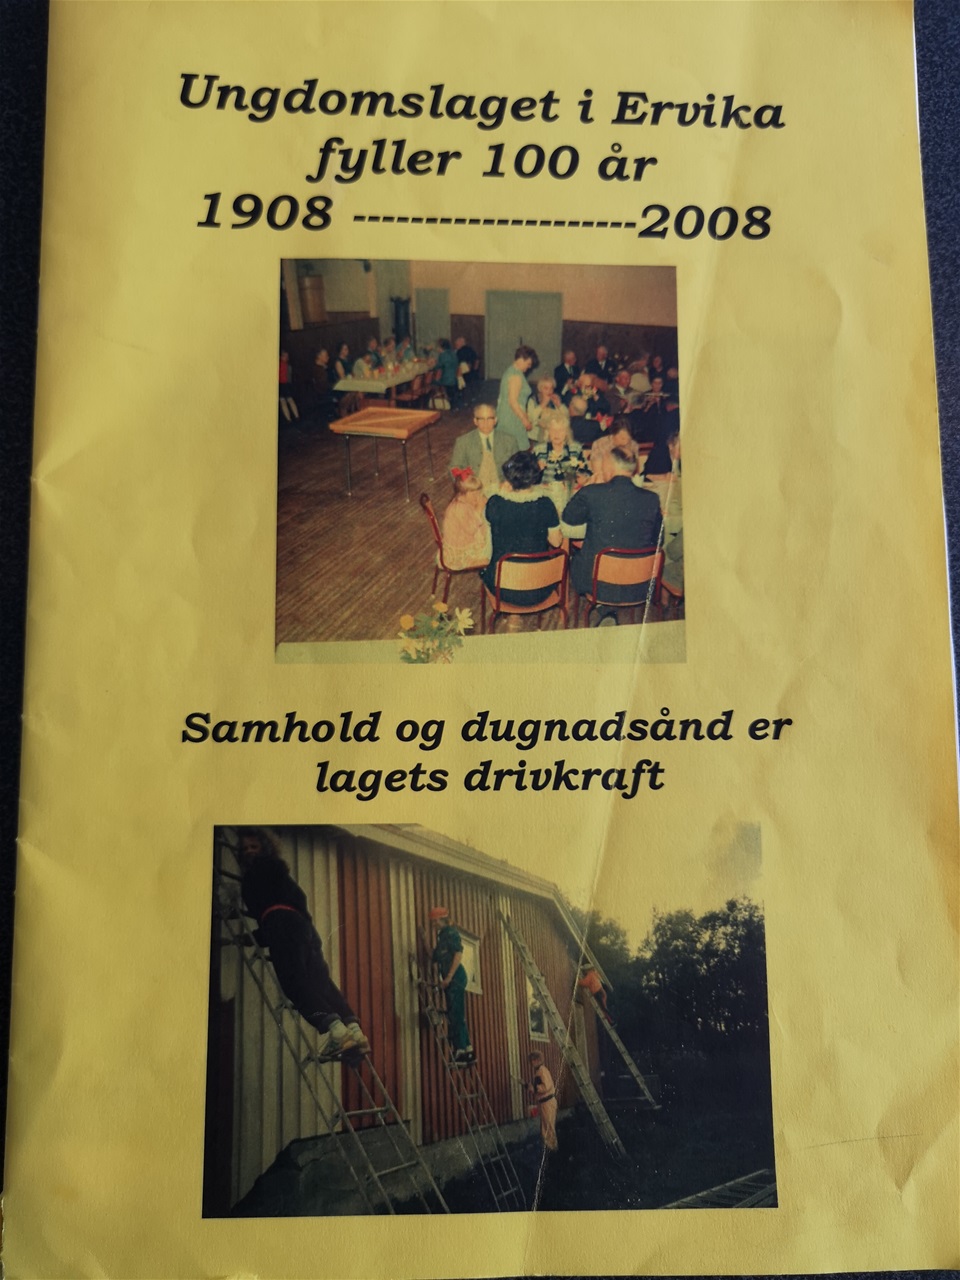 Ungdomslaget i Ervika
fyller 100 år
1908 --------------------2008
Samhold og dugnadsånd er
lagets drivkraft